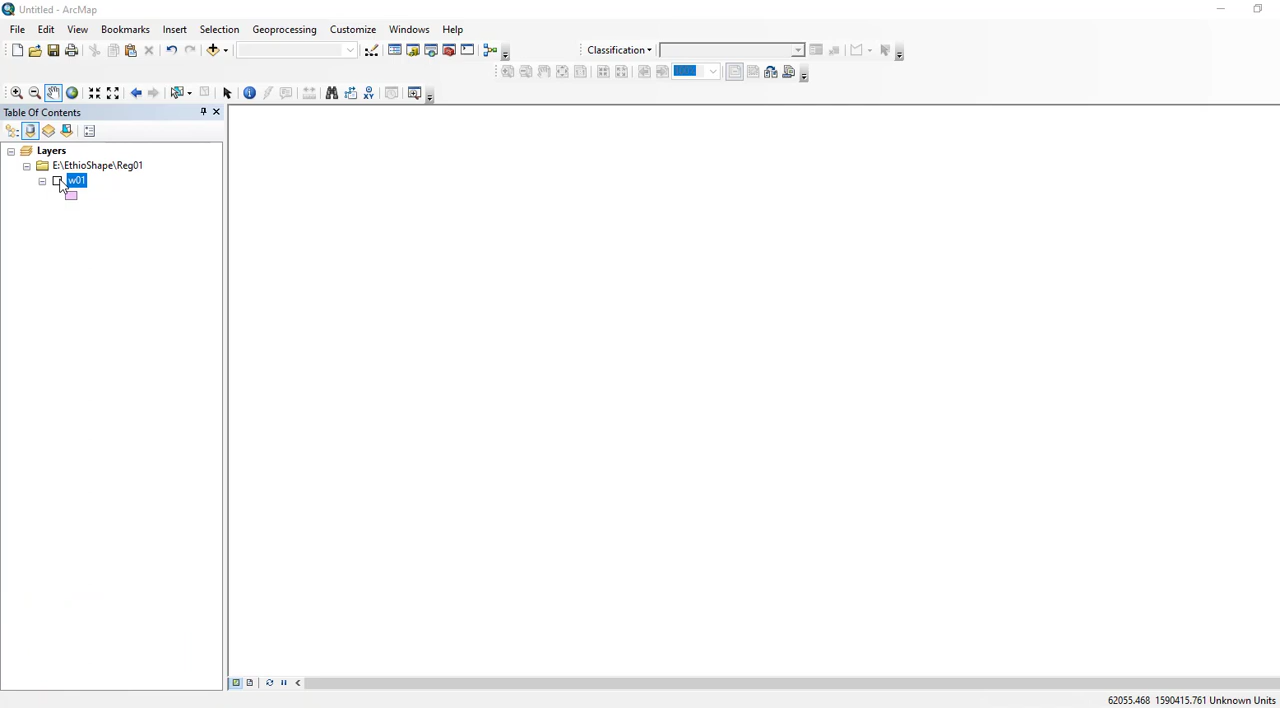 Untitled - ArcMap
File Edit View Bookmarks Insert Selection Geoprocessing Customize Windows Help
Classification
Table Of Contents
Layers
E:\EthioShape\Reg01
w01
62055.468 1590415.761 Unknown Units